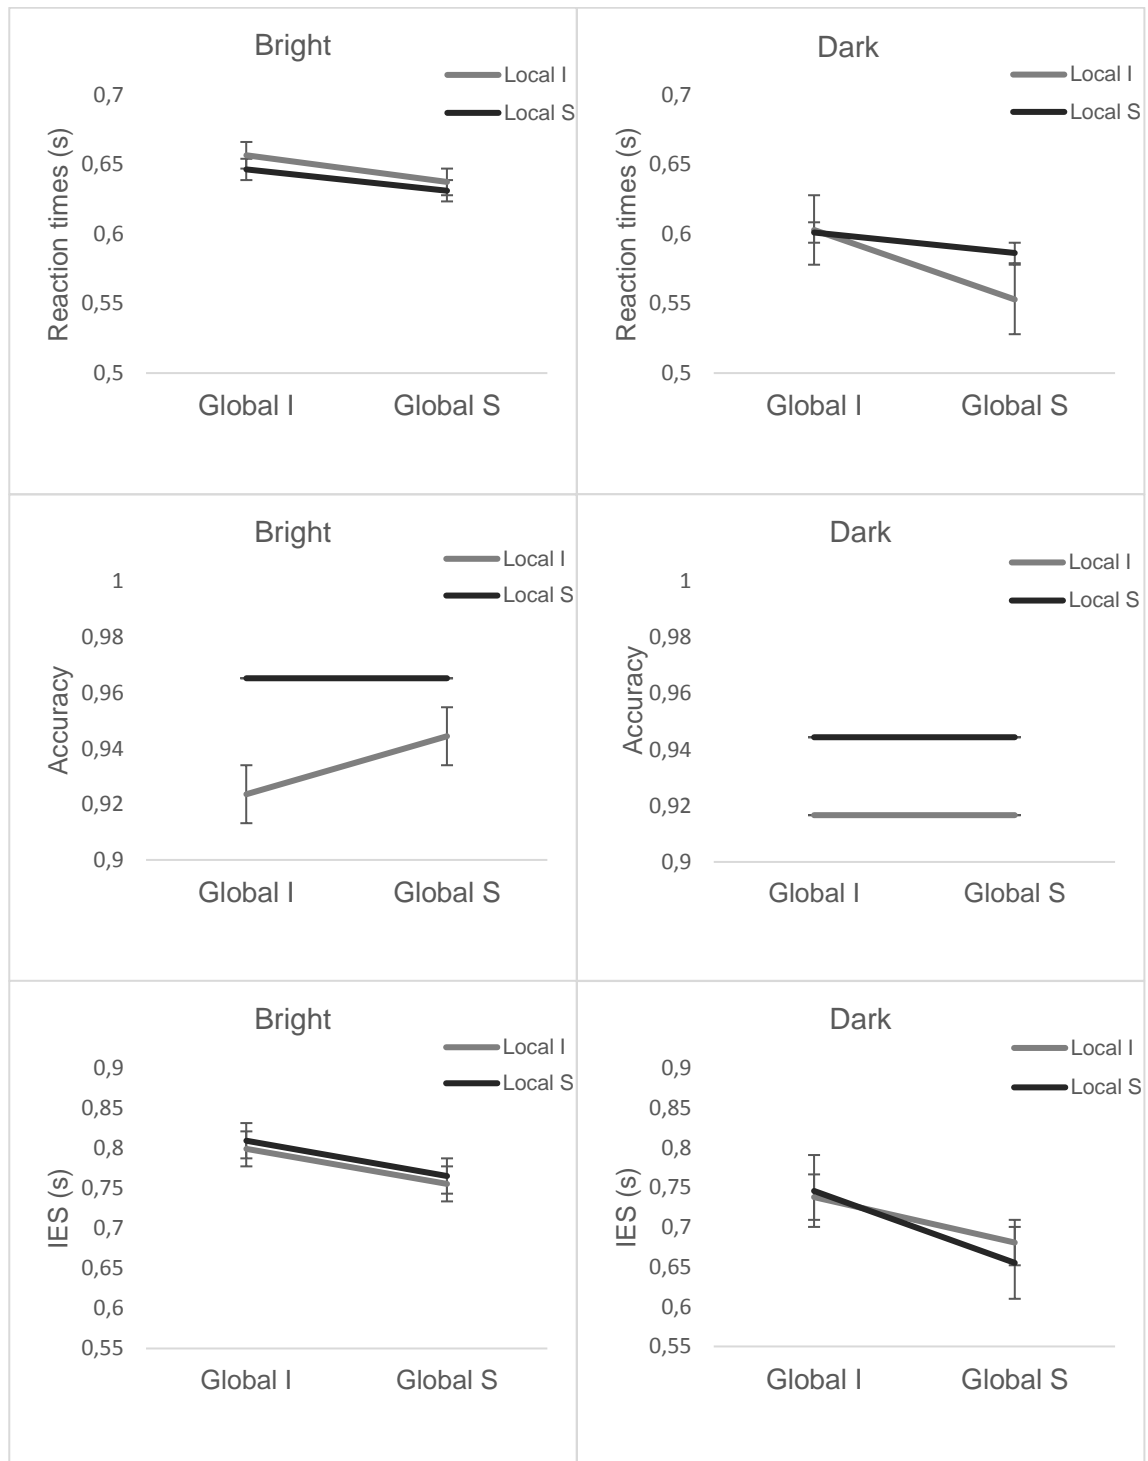 Bright
Local I
Local S
Reaction times (s)
0,7
0,65
0,6
0,55
0,5
Global I
Global S
Dark
Local I
Local S
Reaction times (s)
0,7
0,65
0,6
0,55
0,5
Global I
Global S
Bright
Local I
Local S
Accuracy
1
0,98
0,96
0,94
0,92
0,9
Global I
Global S
Dark
Local I
Local S
Accuracy
1
0,98
0,96
0,94
0,92
0,9
Global I
Global S
Bright
Local I
Local S
IES (s)
0,9
0,85
0,8
0,75
0,7
0,65
0,6
0,55
Global I
Global S
Dark
Local I
Local S
IES (s)
0,9
0,85
0,8
0,75
0,7
0,65
0,6
0,55
Global I
Global S